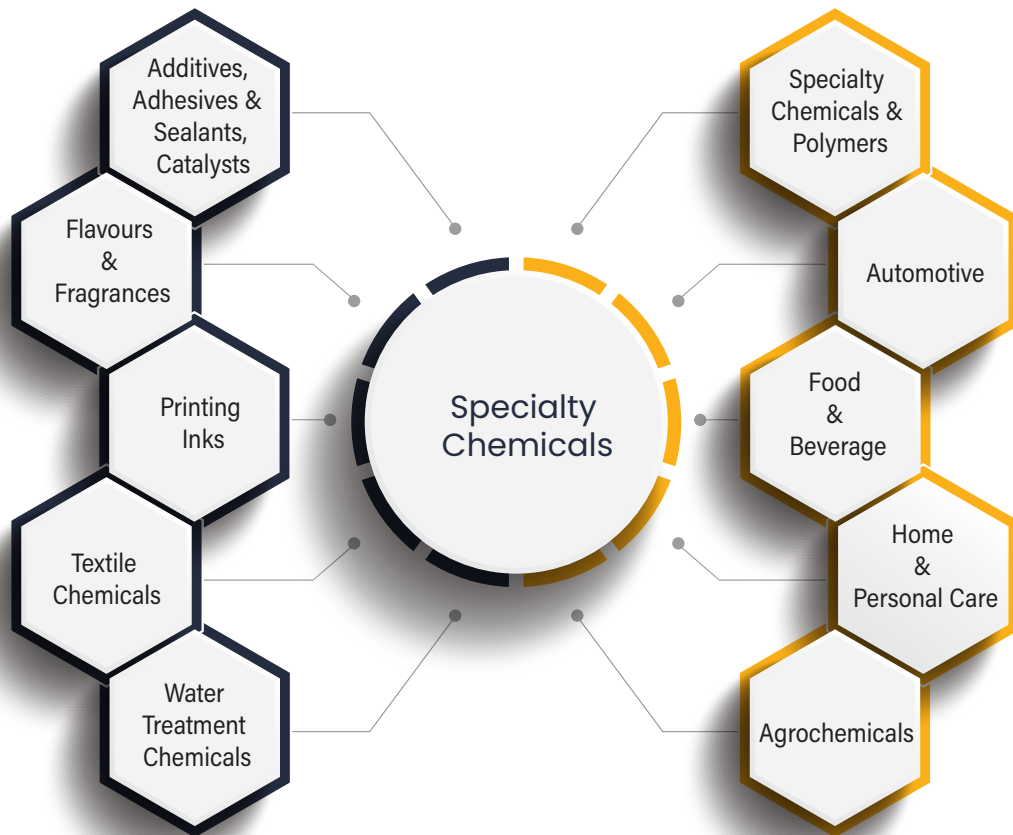 Additives,
Adhesives &
Sealants,
Catalysts
Flavours
&
Fragrances
Printing
Inks
Textile
Chemicals
Water
Treatment
Chemicals
Specialty
Chemicals
Specialty
Chemicals &
Polymers
Automotive
Food
&
Beverage
Home
&
Personal Care
Agrochemicals